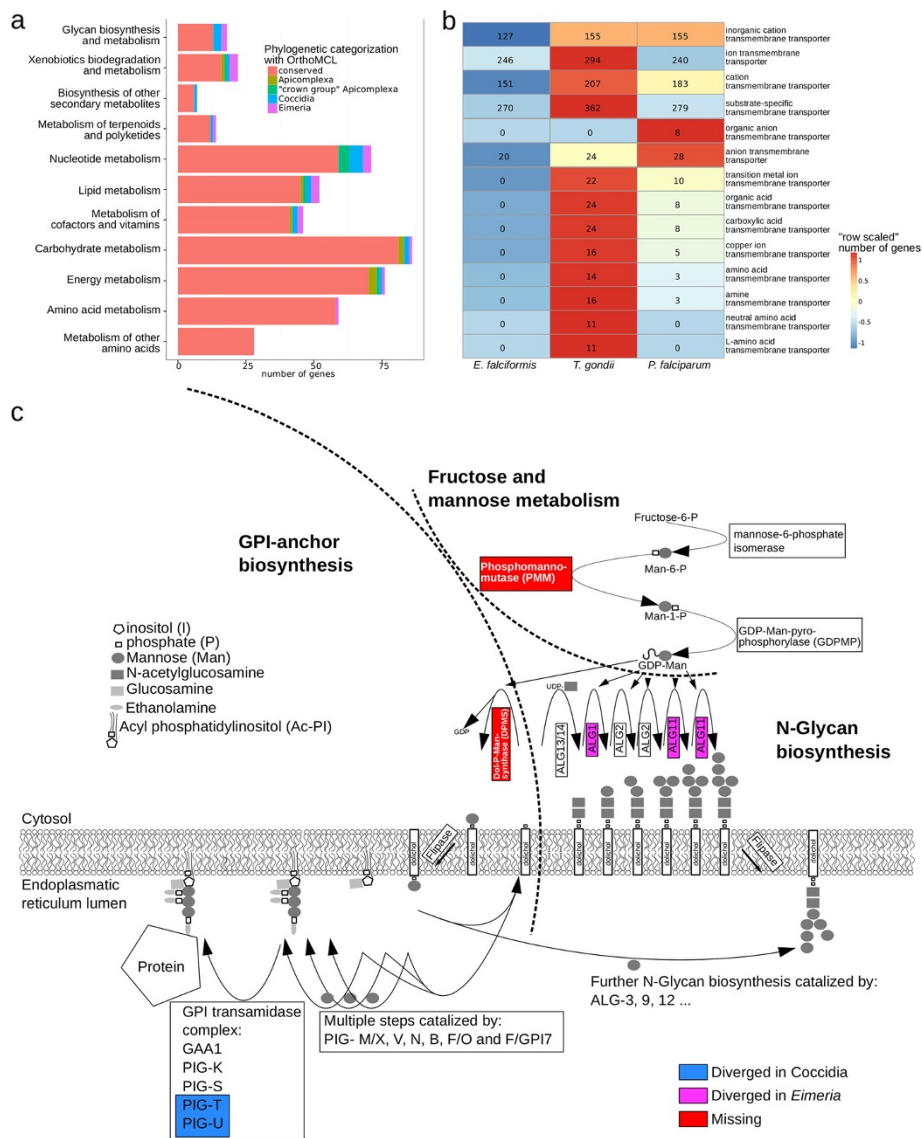 a
Glycan biosynthesis
and metabolism
Xenobiotics biodegradation
and metabolism
Biosynthesis of other
secondary metabolites
Metabolism of terpenoids
and polyketides
Nucleotide metabolism
Lipid metabolism
Metabolism of
cofactors and vitamins
Carbohydrate metabolism
Energy metabolism
Amino acid metabolism
Metabolism of other
amino acids
Phylogenetic categorization
with OrthoMCL
conserved
Apicomplexa
"crown group" Apicomplexa
Coccidia
Eimeria
0 25 50 75
number of genes
b
127 155 155 inorganic cation
transmembrane transporter
246 294 240 ion transmembrane
transporter
151 207 183 cation
transmembrane transporter
270 362 279 substrate-specific
transmembrane transporter
0 0 8 organic anion
transmembrane transporter
20 24 28 anion transmembrane
transporter
0 22 10 transition metal ion
transmembrane transporter
0 24 8 organic acid
transmembrane transporter
0 24 8 carboxylic acid
transmembrane transporter
0 16 5 copper ion
transmembrane transporter
0 14 3 amino acid
transmembrane transporter
0 16 3 amine
transmembrane transporter
0 11 0 neutral amino acid
transmembrane transporter
0 11 0 L-amino acid
transmembrane transporter
E. falciformis T. gondii P. falciparum
"row scaled"
number of genes
1
0.5
0
-0.5
-1
c
Fructose and
mannose metabolism
GPI-anchor
biosynthesis
Fructose-6-P
mannose-6-phosphate
isomerase
Man-6-P
Phosphomanno-
mutase (PMM)
Man-1-P
GDP-Man-pyro-
phosphorylase (GDPMP)
GDP-Man
inositol (I)
phosphate (P)
Mannose (Man)
N-acetylglucosamine
Glucosamine
Ethanolamine
Acyl phosphatidylinositol (Ac-PI)
UDP-
GDP
Dol-P-Man-
synthase (DPMS)
ALG13/14
ALG1
ALG2
ALG2
ALG11
ALG11
N-Glycan
biosynthesis
Cytosol
dolichol
Flipase
dolichol
dolichol
dolichol
dolichol
dolichol
dolichol
dolichol
dolichol
Flipase
dolichol
Endoplasmatic
reticulum lumen
Protein
GPI transamidase
complex:
GAA1
PIG-K
PIG-S
PIG-T
PIG-U
Multiple steps catalized by:
PIG- M/X, V, N, B, F/O and F/GPI7
Further N-Glycan biosynthesis catalized by:
ALG-3, 9, 12 ...
Diverged in Coccidia
Diverged in Eimeria
Missing